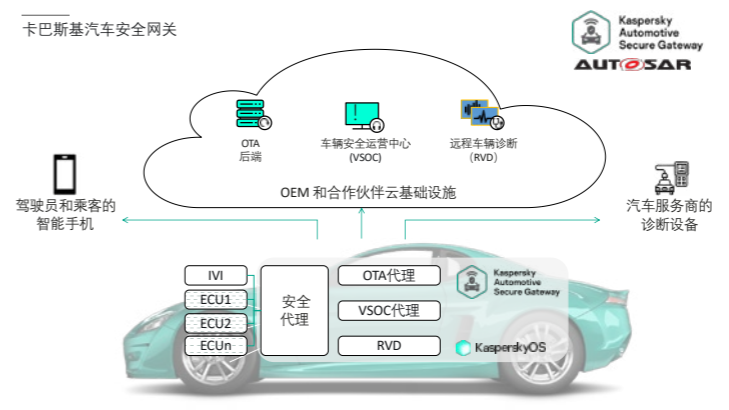 卡巴斯基汽车安全网关
Kaspersky
Automotive
Secure Gateway
AUTOSAR
OTA
后端
车辆安全运营中心
(VSOC)
远程车辆诊断
（RVD）
OEM 和合作伙伴云基础设施
驾驶员和乘客的
智能手机
汽车服务商的
诊断设备
IVI
ECU1
ECU2
ECUn
安全
代理
OTA代理
VSOC代理
RVD
Kaspersky
Automotive
Secure Gateway
KasperskyOS